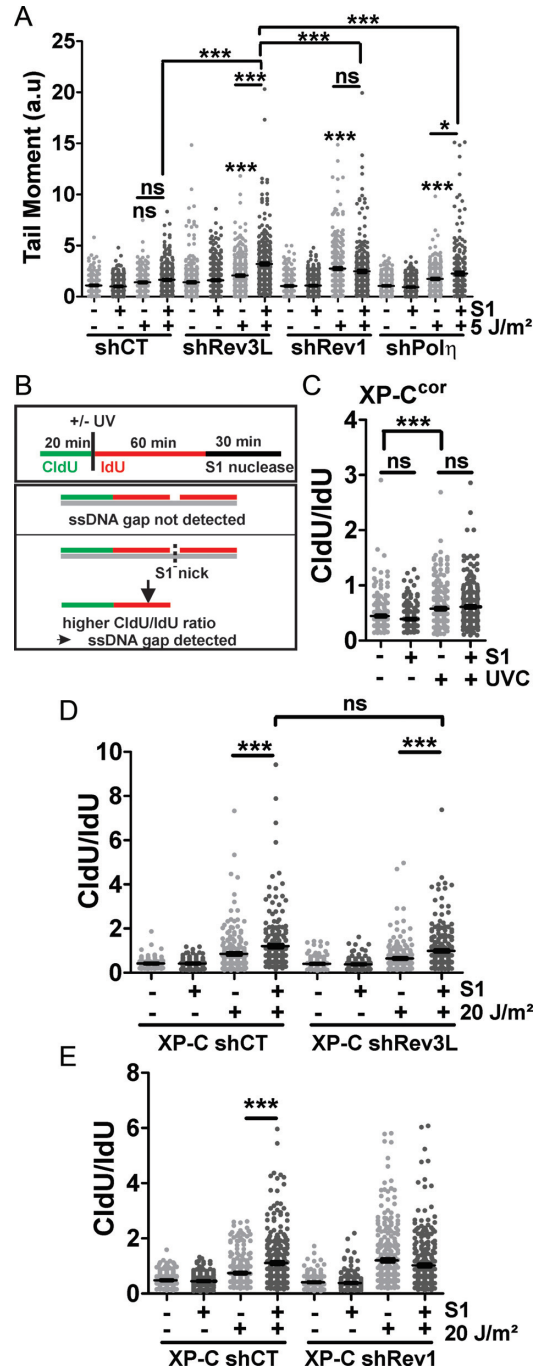 A
***
***
***
***
***
ns
***
***
*
***
ns
ns
Tail Moment (a.u)
25
20
15
10
5
0
- + - + - + - + - + - + - + - + S1
- - + + - - + + - - + + - - + + 5 J/m²
shCT shRev3L shRev1 shPolη
B
+/- UV
20 min 60 min 30 min
CldU IdU S1 nuclease
ssDNA gap not detected
S1 nick
higher CldU/IdU ratio
ssDNA gap detected
C
XP-Ccor
***
ns ns
CldU/IdU
4
3
2
1
0
- + - + S1
- - + + UVC
D
ns
***
***
CldU/IdU
10
8
6
4
2
0
- + - + - + - + S1
- - + + - - + + 20 J/m²
XP-C shCT XP-C shRev3L
E
***
CldU/IdU
8
6
4
2
0
- + - + - + - + S1
- - + + - - + + 20 J/m²
XP-C shCT XP-C shRev1